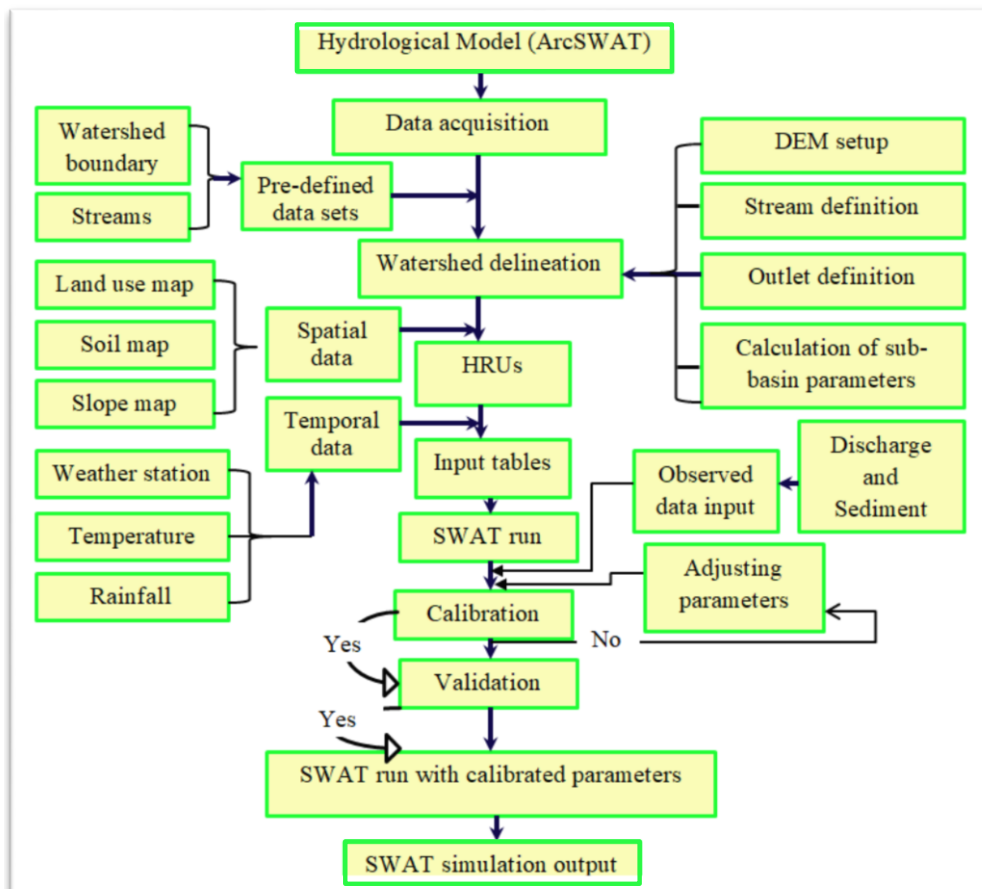 Hydrological Model (ArcSWAT)
Data acquisition
Watershed
boundary
Streams
Pre-defined
data sets
DEM setup
Stream definition
Outlet definition
Calculation of sub-
basin parameters
Watershed delineation
Land use map
Soil map
Slope map
Spatial
data
HRUs
Temporal
data
Weather station
Temperature
Rainfall
Input tables
Observed
data input
Discharge
and
Sediment
SWAT run
Adjusting
parameters
Calibration
No
Yes
Validation
Yes
SWAT run with calibrated parameters
SWAT simulation output